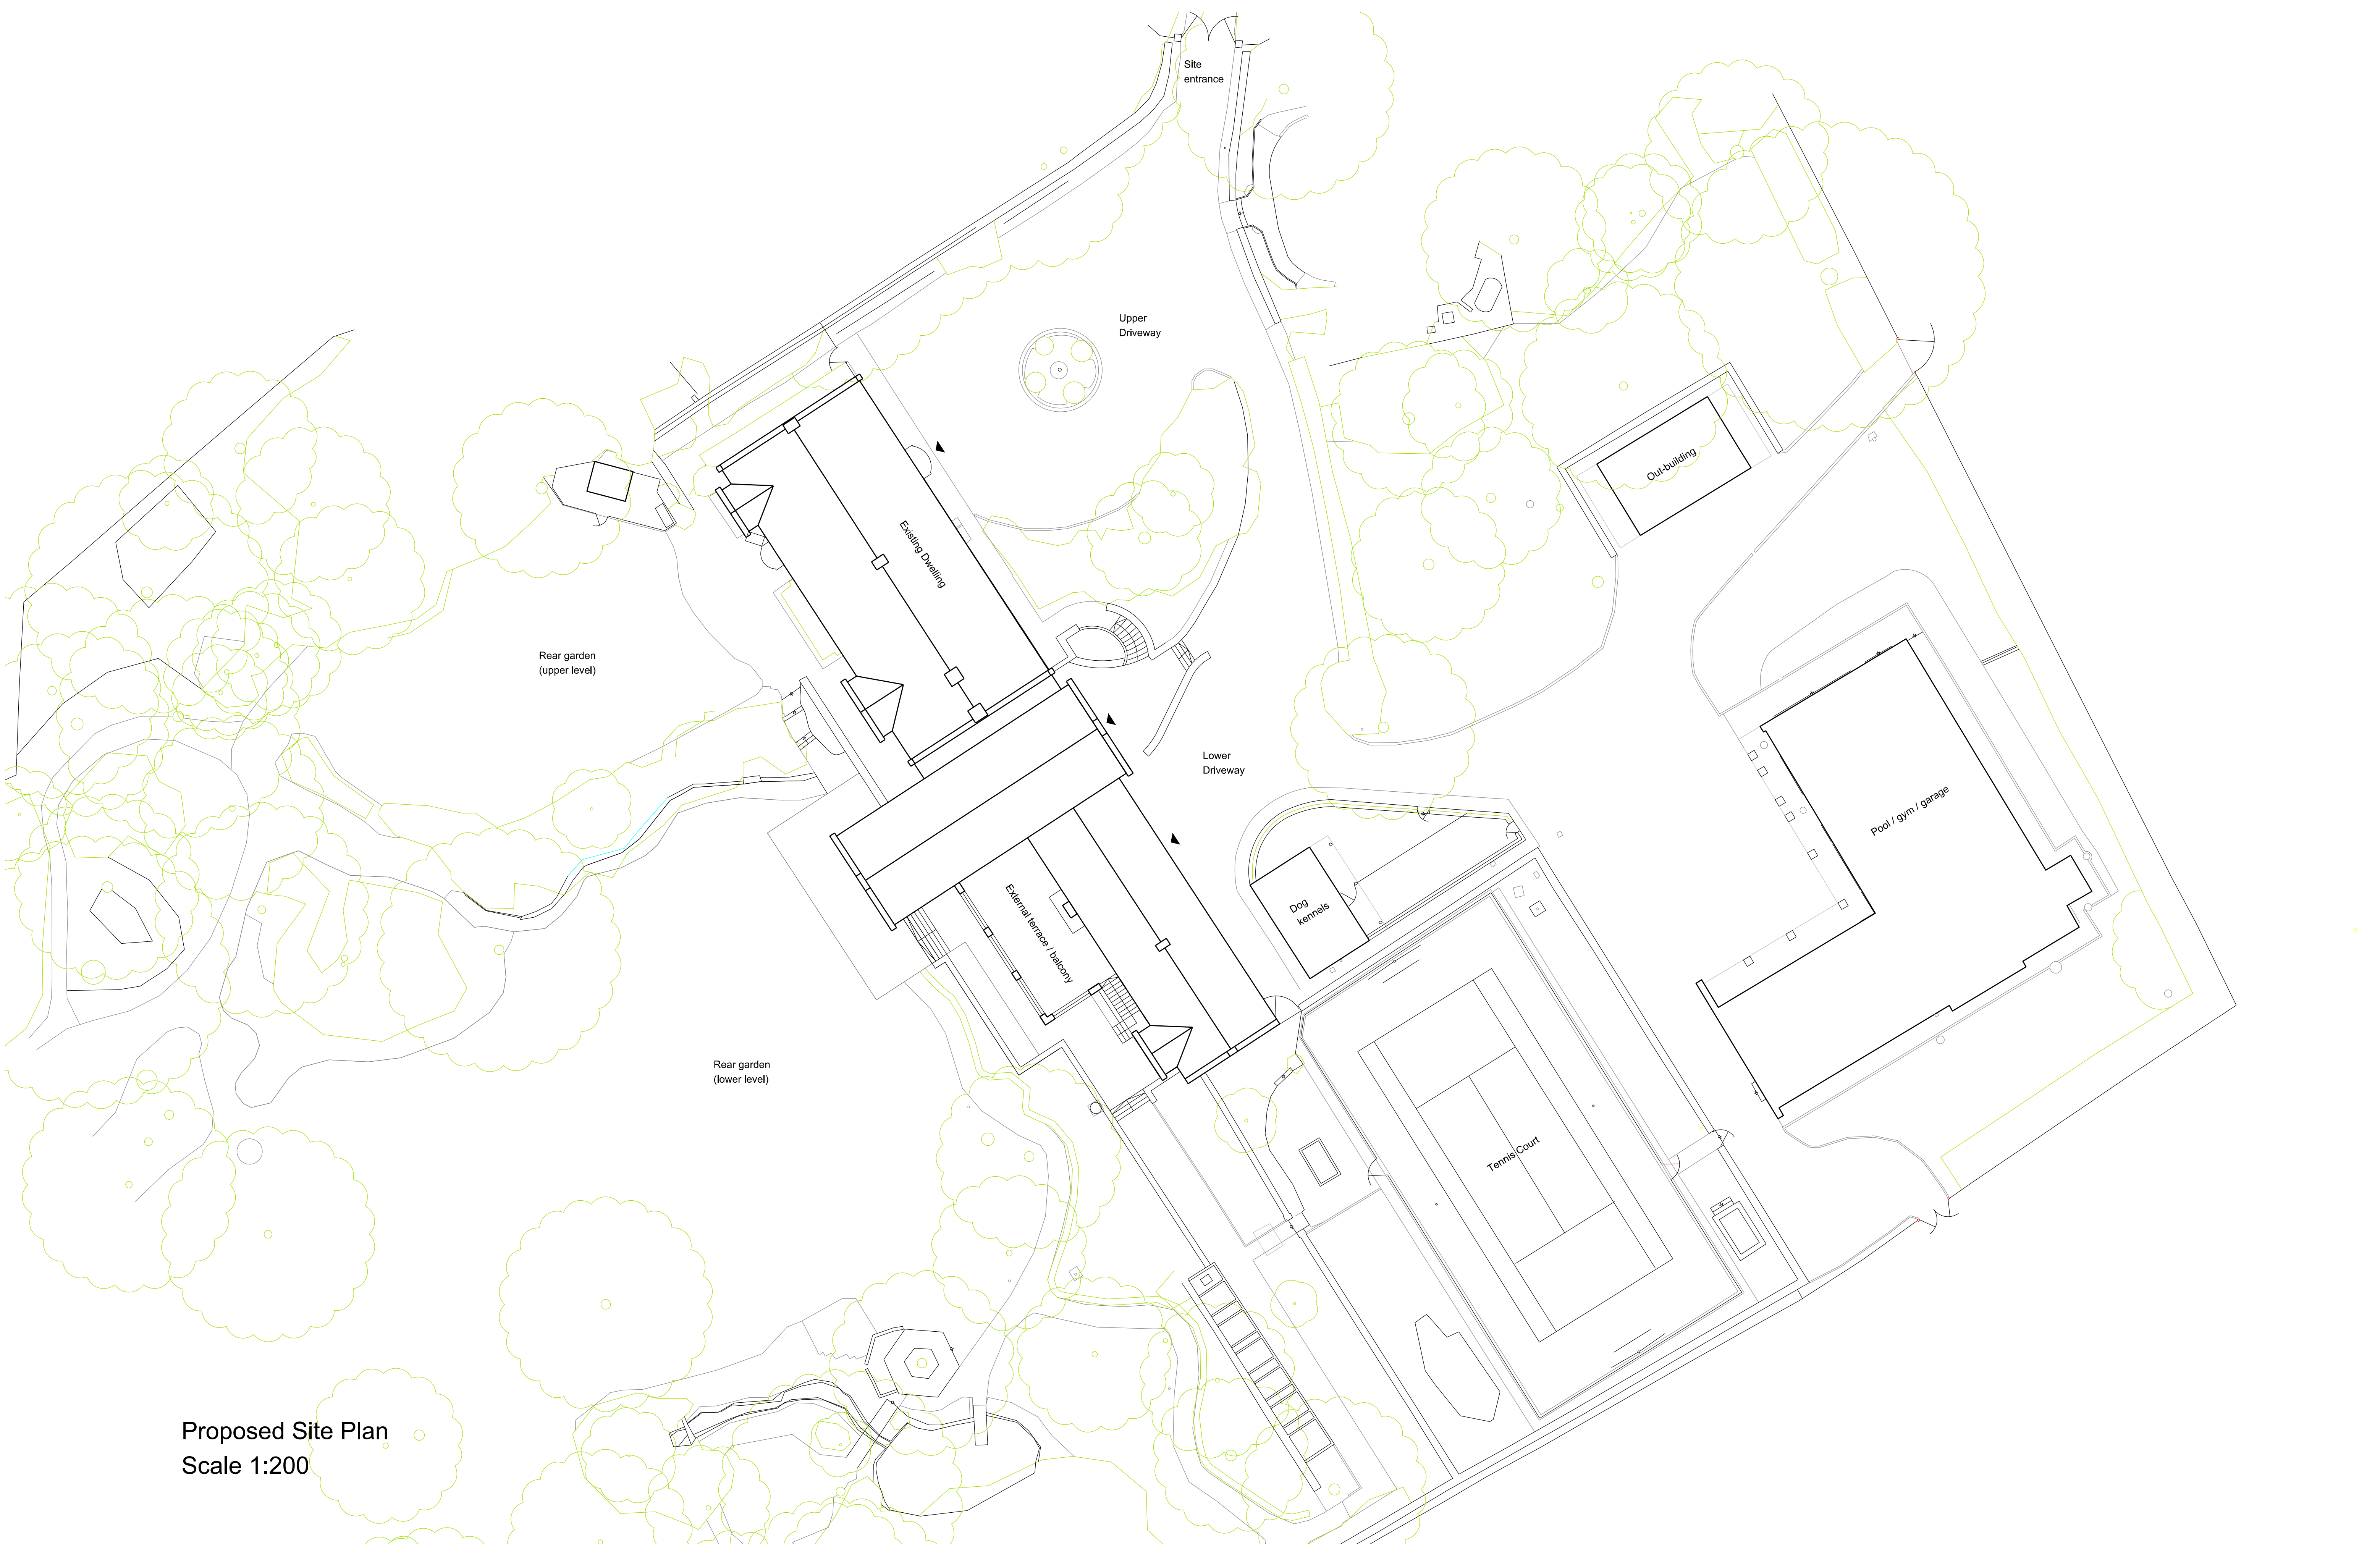 Site
entrance
Upper
Driveway
Out-building
Existing Dwelling
Rear garden
(upper level)
Lower
Driveway
Pool / gym / garage
Dog
kennels
External terrace / balcony
Rear garden
(lower level)
Tennis Court
Proposed Site Plan
Scale 1:200